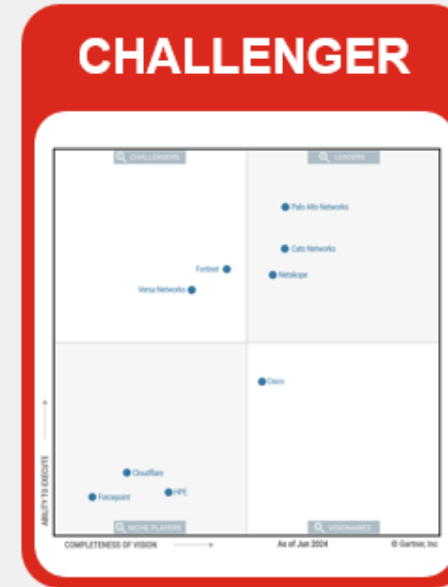 CHALLENGER
CHALLENGERS
LEADERS
Palo Alto Networks
Cato Networks
Fortinet
Netskope
Versa Networks
Cisco
Cloudflare
HPE
Forcepoint
NICHE PLAYERS
VISIONARIES
ABILITY TO EXECUTE
COMPLETENESS OF VISION
As of Jun 2024
© Gartner, Inc